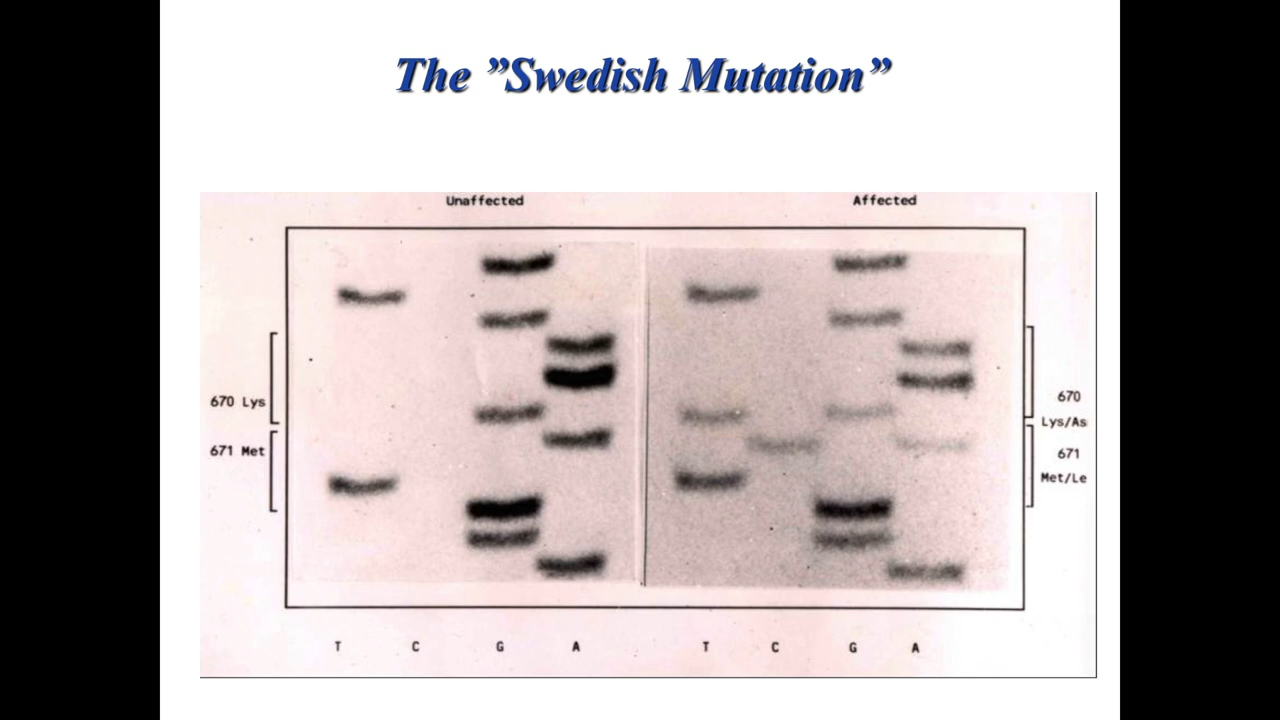 The ”Swedish Mutation”
Unaffected Affected
670 Lys
671 Met
670
Lys/As
671
Met/Le
T C G A T C G A